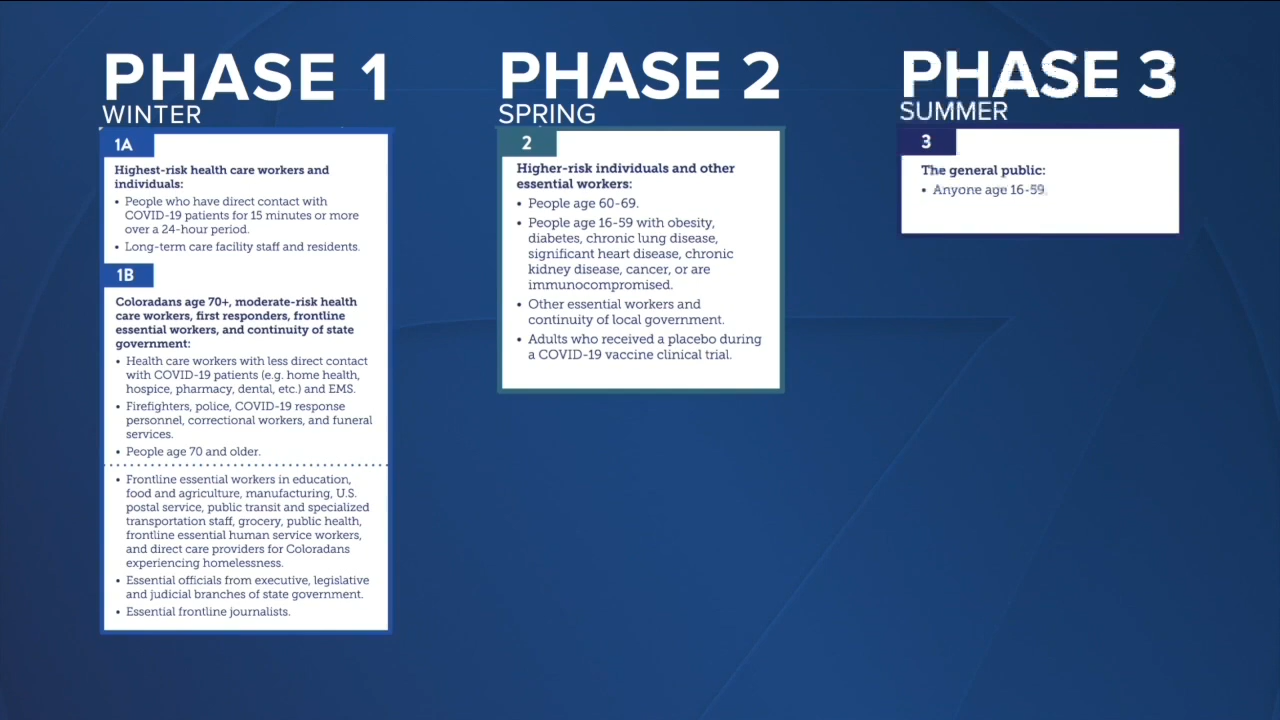 PHASE 1
WINTER
1A
Highest-risk health care workers and
individuals:
• People who have direct contact with
COVID-19 patients for 15 minutes or more
over a 24-hour period.
• Long-term care facility staff and residents.
1B
Coloradans age 70+, moderate-risk health
care workers, first responders, frontline
essential workers, and continuity of state
government:
• Health care workers with less direct contact
with COVID-19 patients (e.g. home health,
hospice, pharmacy, dental, etc.) and EMS.
• Firefighters, police, COVID-19 response
personnel, correctional workers, and funeral
services.
• People age 70 and older.
• Frontline essential workers in education,
food and agriculture, manufacturing, U.S.
postal service, public transit and specialized
transportation staff, grocery, public health,
frontline essential human service workers,
and direct care providers for Coloradans
experiencing homelessness.
• Essential officials from executive, legislative
and judicial branches of state government.
• Essential frontline journalists.
PHASE 2
SPRING
2
Higher-risk individuals and other
essential workers:
• People age 60-69.
• People age 16-59 with obesity,
diabetes, chronic lung disease,
significant heart disease, chronic
kidney disease, cancer, or are
immunocompromised.
• Other essential workers and
continuity of local government.
• Adults who received a placebo during
a COVID-19 vaccine clinical trial.
PHASE 3
SUMMER
3
The general public:
• Anyone age 16-59.